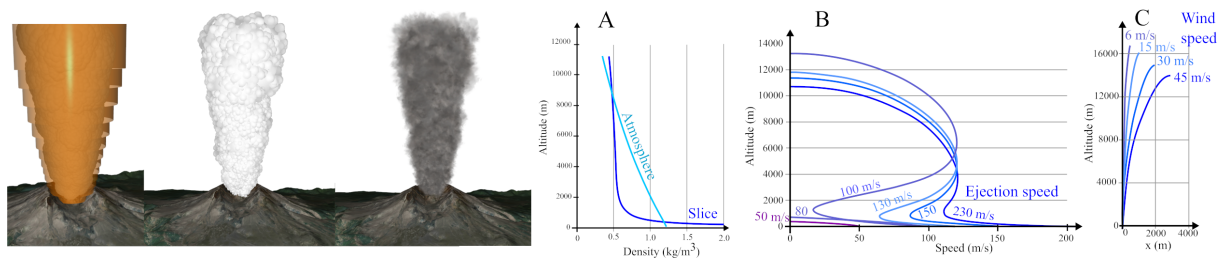 A
Altitude (m)
12000
10000
8000
6000
4000
2000
0
0.5
1.0
1.5
2.0
Density (kg/m³)
Atmosphere
Slice
B
Altitude (m)
14000
12000
10000
8000
6000
4000
2000
0
0
50
100
150
200
Speed (m/s)
50 m/s
80
100 m/s
130 m/s
150
230 m/s
Ejection speed
C
Wind
speed
Altitude (m)
16000
12000
8000
4000
0
0
2000
4000
x (m)
6 m/s
15 m/s
30 m/s
45 m/s